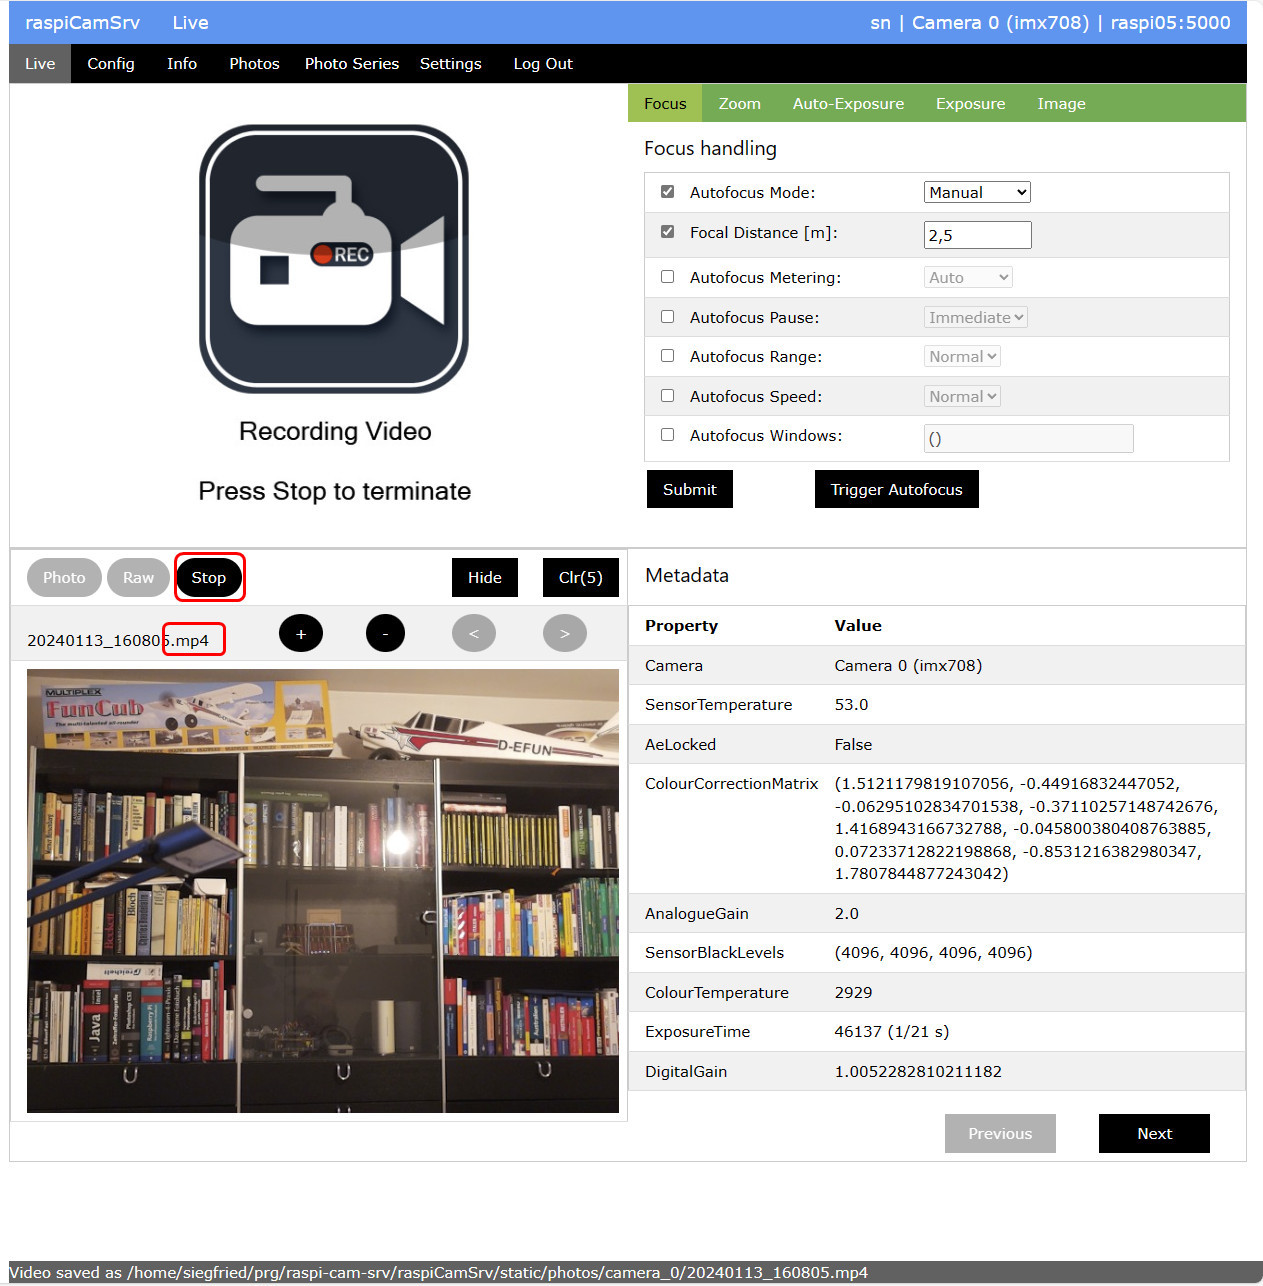 raspiCamSrv Live sn | Camera 0 (imx708) | raspi05:5000
Live Config Info Photos Photo Series Settings Log Out
REC
Recording Video
Press Stop to terminate
Focus Zoom Auto-Exposure Exposure Image
Focus handling
Autofocus Mode: Manual
Focal Distance [m]: 2,5
Autofocus Metering: Auto
Autofocus Pause: Immediate
Autofocus Range: Normal
Autofocus Speed: Normal
Autofocus Windows: ()
Submit Trigger Autofocus
Photo Raw Stop Hide Clr(5)
20240113_160805.mp4 + - < >
MULTIPLEX
FunCub
The multi-talented all-rounder
D-EFUN
Bloch
Beckett
Java
Raspberry Pi
Metadata
Property Value
Camera Camera 0 (imx708)
SensorTemperature 53.0
AeLocked False
ColourCorrectionMatrix (1.5121179819107056, -0.44916832447052,
-0.06295102834701538, -0.37110257148742676,
1.4168943166732788, -0.045800380408763885,
0.07233712822198868, -0.8531216382980347,
1.7807844877243042)
AnalogueGain 2.0
SensorBlackLevels (4096, 4096, 4096, 4096)
ColourTemperature 2929
ExposureTime 46137 (1/21 s)
DigitalGain 1.0052282810211182
Previous Next
Video saved as /home/siegfried/prg/raspi-cam-srv/raspiCamSrv/static/photos/camera_0/20240113_160805.mp4